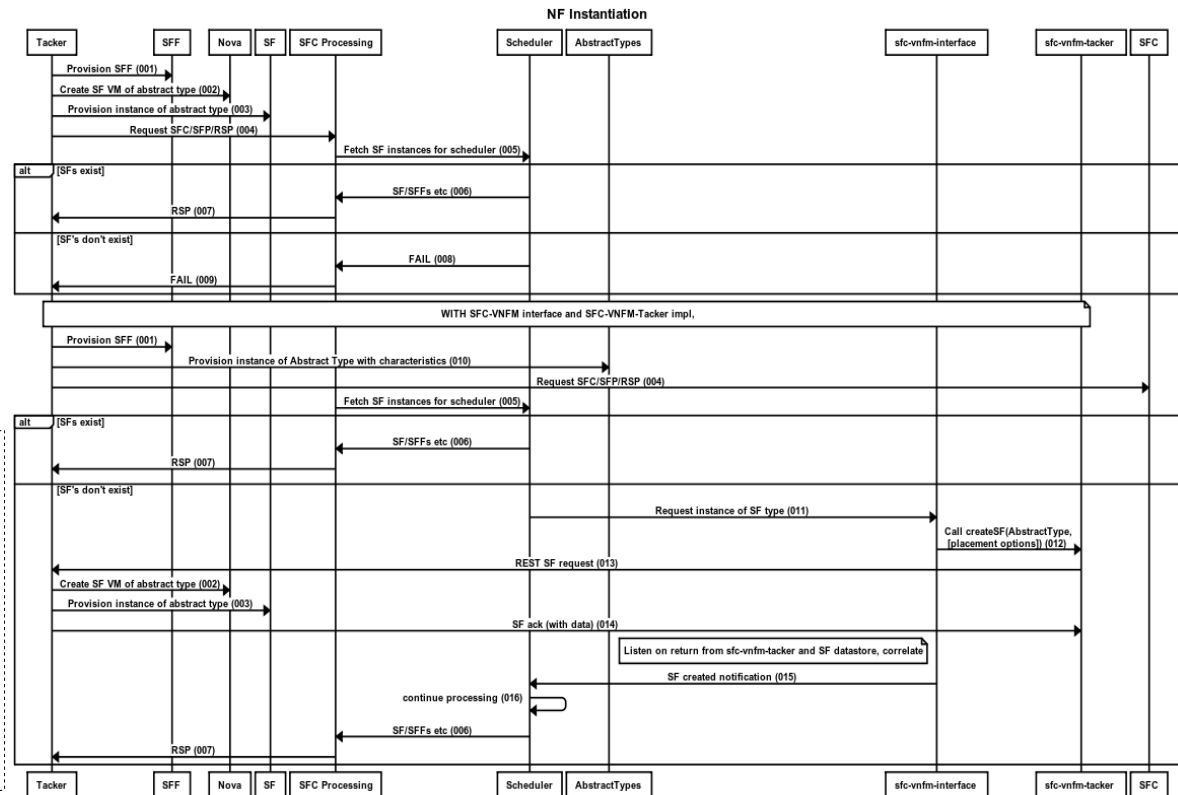 NF Instantiation
Tacker
SFF
Nova
SF
SFC Processing
Scheduler
AbstractTypes
sfc-vnfm-interface
sfc-vnfm-tacker
SFC
Provision SFF (001)
Create SF VM of abstract type (002)
Provision instance of abstract type (003)
Request SFC/SFP/RSP (004)
Fetch SF instances for scheduler (005)
alt
[SFs exist]
SF/SFFs etc (006)
RSP (007)
[SF's don't exist]
FAIL (008)
FAIL (009)
WITH SFC-VNFM interface and SFC-VNFM-Tacker impl,
Provision SFF (001)
Provision instance of Abstract Type with characteristics (010)
Request SFC/SFP/RSP (004)
Fetch SF instances for scheduler (005)
alt
[SFs exist]
SF/SFFs etc (006)
RSP (007)
[SF's don't exist]
Request instance of SF type (011)
Call createSF(AbstractType,
[placement options]) (012)
REST SF request (013)
Create SF VM of abstract type (002)
Provision instance of abstract type (003)
SF ack (with data) (014)
Listen on return from sfc-vnfm-tacker and SF datastore, correlate
SF created notification (015)
continue processing (016)
SF/SFFs etc (006)
RSP (007)
Tacker
SFF
Nova
SF
SFC Processing
Scheduler
AbstractTypes
sfc-vnfm-interface
sfc-vnfm-tacker
SFC